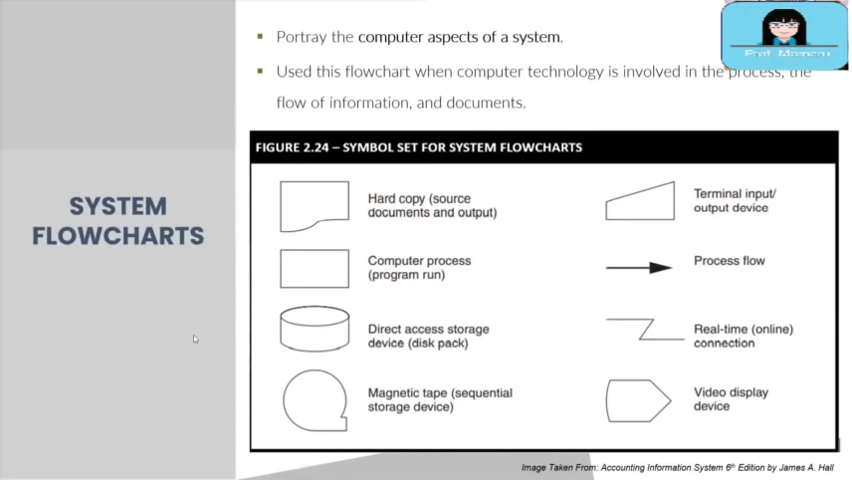 Portray the computer aspects of a system.
Used this flowchart when computer technology is involved in the process, the
flow of information, and documents.
SYSTEM
FLOWCHARTS
FIGURE 2.24 – SYMBOL SET FOR SYSTEM FLOWCHARTS
Hard copy (source
documents and output)
Computer process
(program run)
Direct access storage
device (disk pack)
Magnetic tape (sequential
storage device)
Terminal input/
output device
Process flow
Real-time (online)
connection
Video display
device
Image Taken From: Accounting Information System 6th Edition by James A. Hall
Prof.